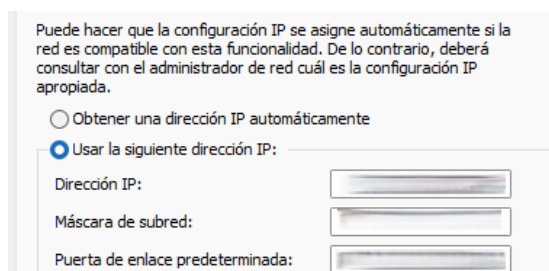 Puede hacer que la configuración IP se asigne automáticamente si la
red es compatible con esta funcionalidad. De lo contrario, deberá
consultar con el administrador de red cuál es la configuración IP
apropiada.
Obtener una dirección IP automáticamente
Usar la siguiente dirección IP:
Dirección IP:
Máscara de subred:
Puerta de enlace predeterminada: